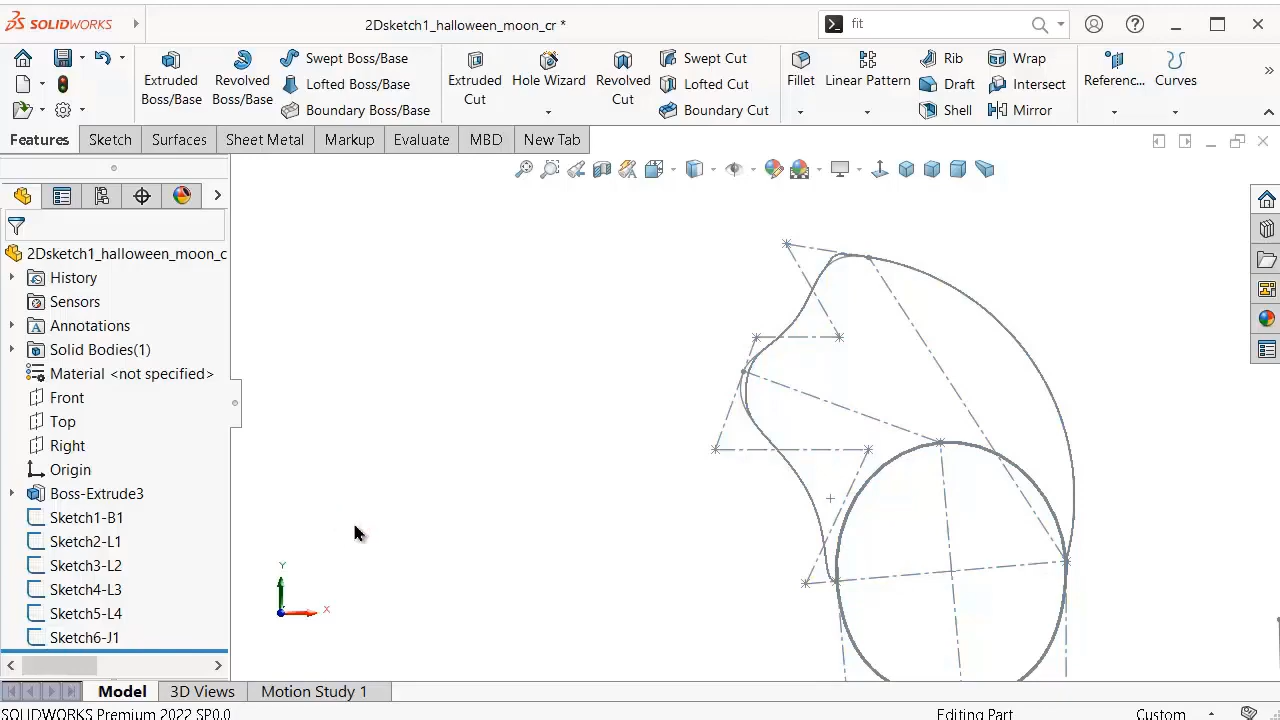 SOLIDWORKS
2Dsketch1_halloween_moon_cr *
fit
Extruded Boss/Base
Revolved Boss/Base
Swept Boss/Base
Lofted Boss/Base
Boundary Boss/Base
Extruded Cut
Hole Wizard
Revolved Cut
Swept Cut
Lofted Cut
Boundary Cut
Fillet
Linear Pattern
Rib
Draft
Shell
Wrap
Intersect
Mirror
Referenc...
Curves
Features
Sketch
Surfaces
Sheet Metal
Markup
Evaluate
MBD
New Tab
2Dsketch1_halloween_moon_c
History
Sensors
Annotations
Solid Bodies(1)
Material <not specified>
Front
Top
Right
Origin
Boss-Extrude3
Sketch1-B1
Sketch2-L1
Sketch3-L2
Sketch4-L3
Sketch5-L4
Sketch6-J1
Y
X
Model
3D Views
Motion Study 1
SOLIDWORKS Premium 2022 SP0.0
Editing Part
Custom